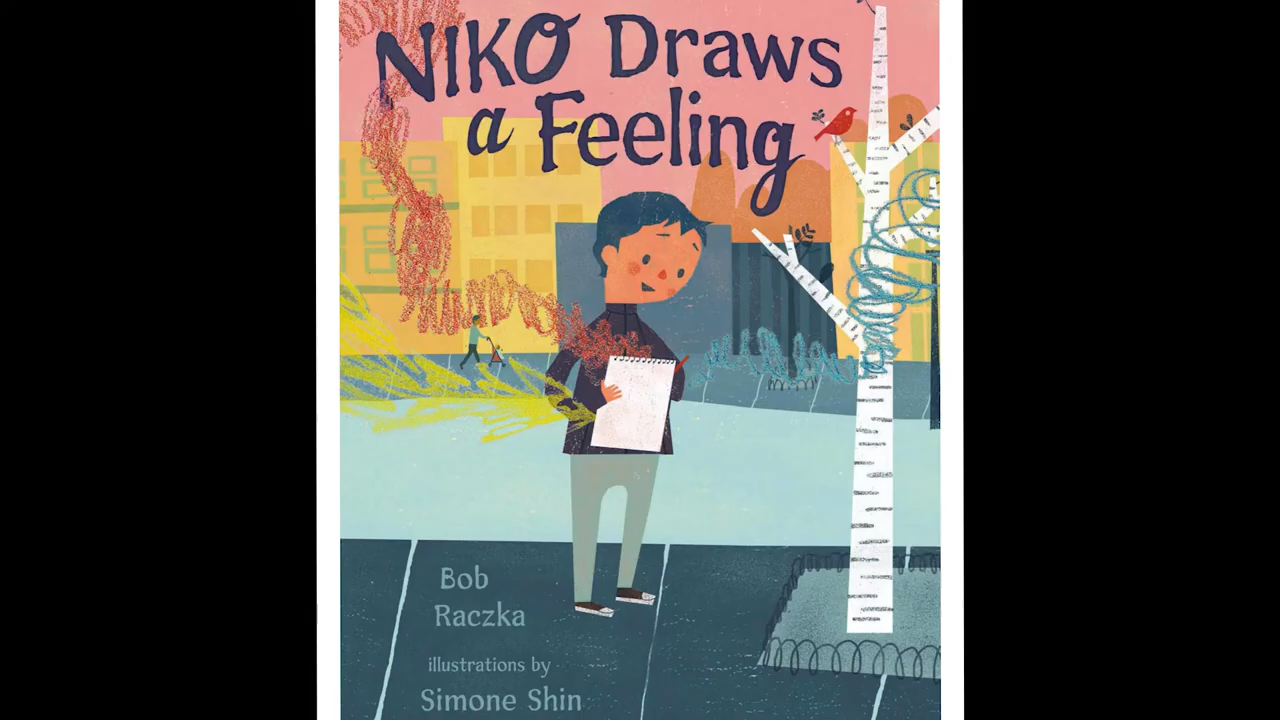 NIKO Draws
a Feeling
Bob
Raczka
illustrations by
Simone Shin